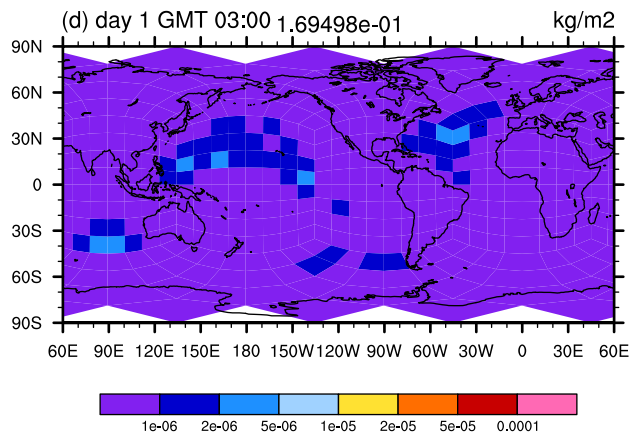 (d) day 1 GMT 03:00 1.69498e-01 kg/m2
90N
60N
30N
0
30S
60S
90S
60E 90E 120E 150E 180 150W 120W 90W 60W 30W 0 30E 60E
1e-06 2e-06 5e-06 1e-05 2e-05 5e-05 0.0001